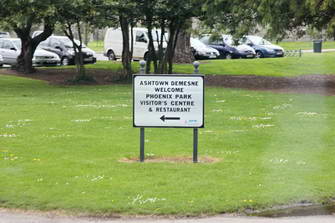 ASHTOWN DEMESNE
WELCOME
PHOENIX PARK
VISITOR'S CENTRE
& RESTAURANT